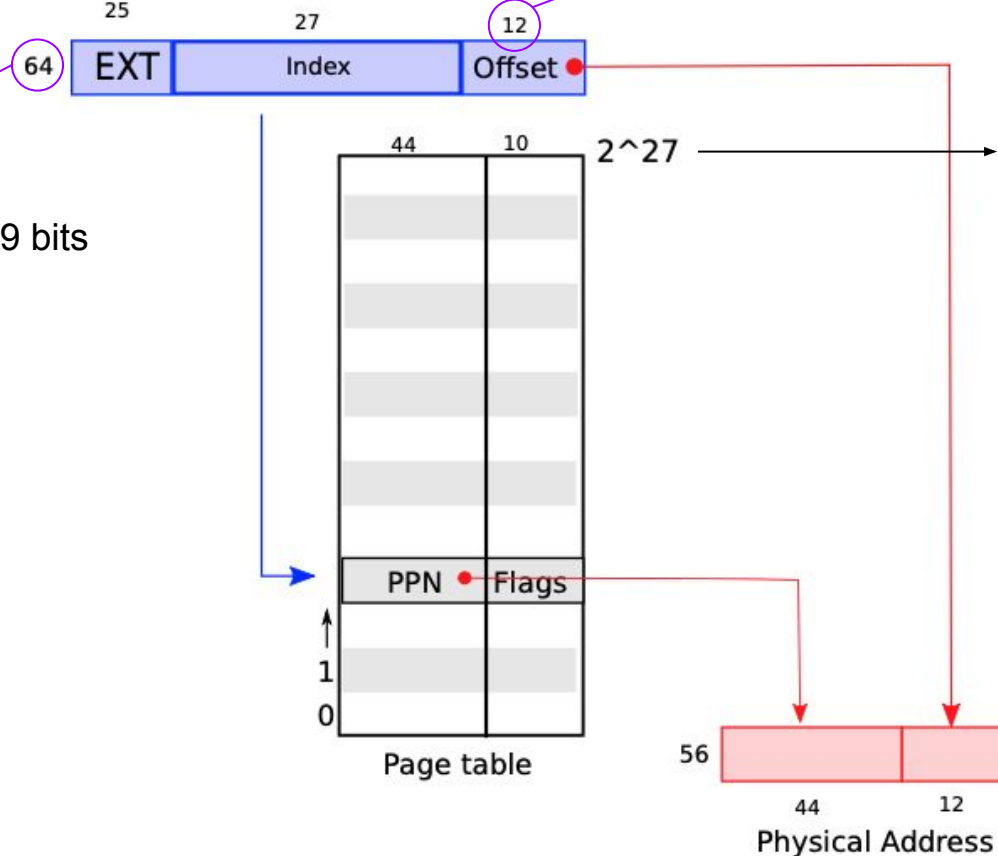 25
27
12
64
EXT
Index
Offset
44
10
2^27
9 bits
PPN
Flags
1
0
Page table
56
44
12
Physical Address